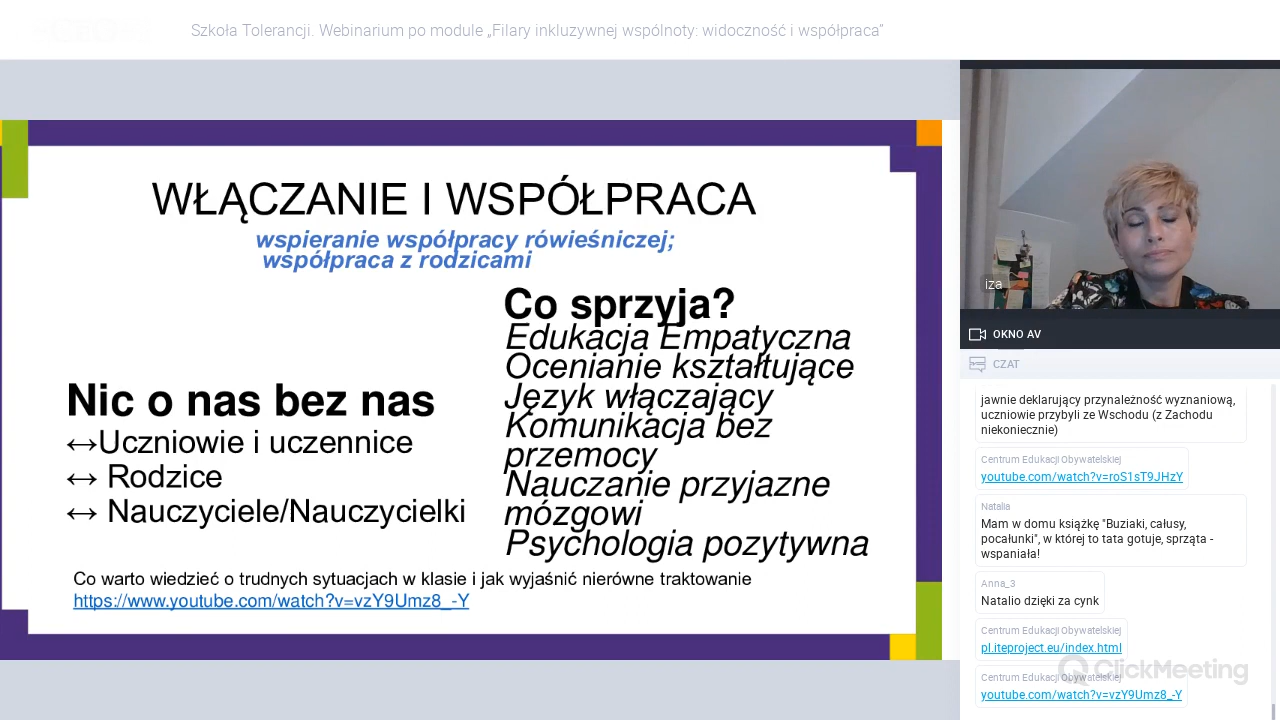 Szkoła Tolerancji. Webinarium po module „Filary inkluzywnej wspólnoty: widoczność i współpraca”
WŁĄCZANIE I WSPÓŁPRACA
wspieranie współpracy rówieśniczej;
współpraca z rodzicami
Nic o nas bez nas
↔Uczniowie i uczennice
↔ Rodzice
↔ Nauczyciele/Nauczycielki
Co sprzyja?
Edukacja Empatyczna
Ocenianie kształtujące
Język włączający
Komunikacja bez
przemocy
Nauczanie przyjazne
mózgowi
Psychologia pozytywna
Co warto wiedzieć o trudnych sytuacjach w klasie i jak wyjaśnić nierówne traktowanie
https://www.youtube.com/watch?v=vzY9Umz8_-Y
iza
OKNO AV
CZAT
jawnie deklarujący przynależność wyznaniową,
uczniowie przybyli ze Wschodu (z Zachodu
niekoniecznie)
Centrum Edukacji Obywatelskiej
youtube.com/watch?v=roS1sT9JHzY
Natalia
Mam w domu książkę "Buziaki, całusy,
pocałunki", w której to tata gotuje, sprząta -
wspaniała!
Anna_3
Natalio dzięki za cynk
Centrum Edukacji Obywatelskiej
pl.iteproject.eu/index.html
Centrum Edukacji Obywatelskiej
youtube.com/watch?v=vzY9Umz8_-Y
ClickMeeting